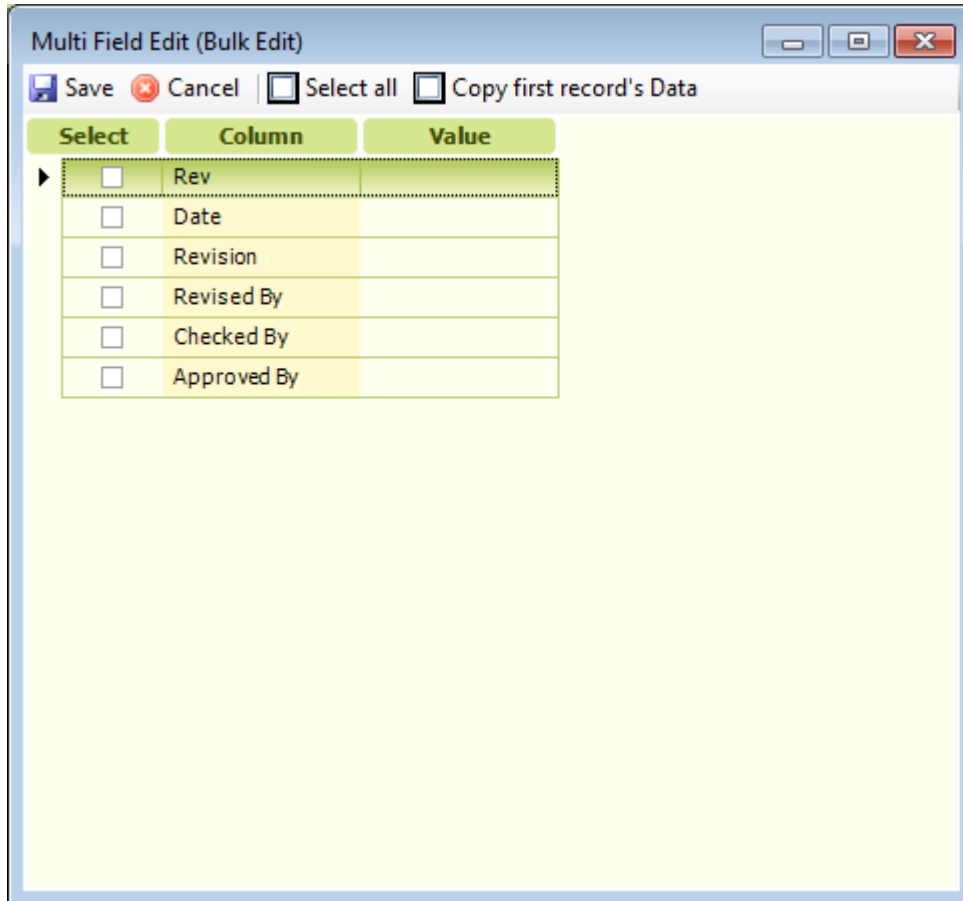 Multi Field Edit (Bulk Edit)
Save Cancel Select all Copy first record's Data
Select Column Value
Rev
Date
Revision
Revised By
Checked By
Approved By